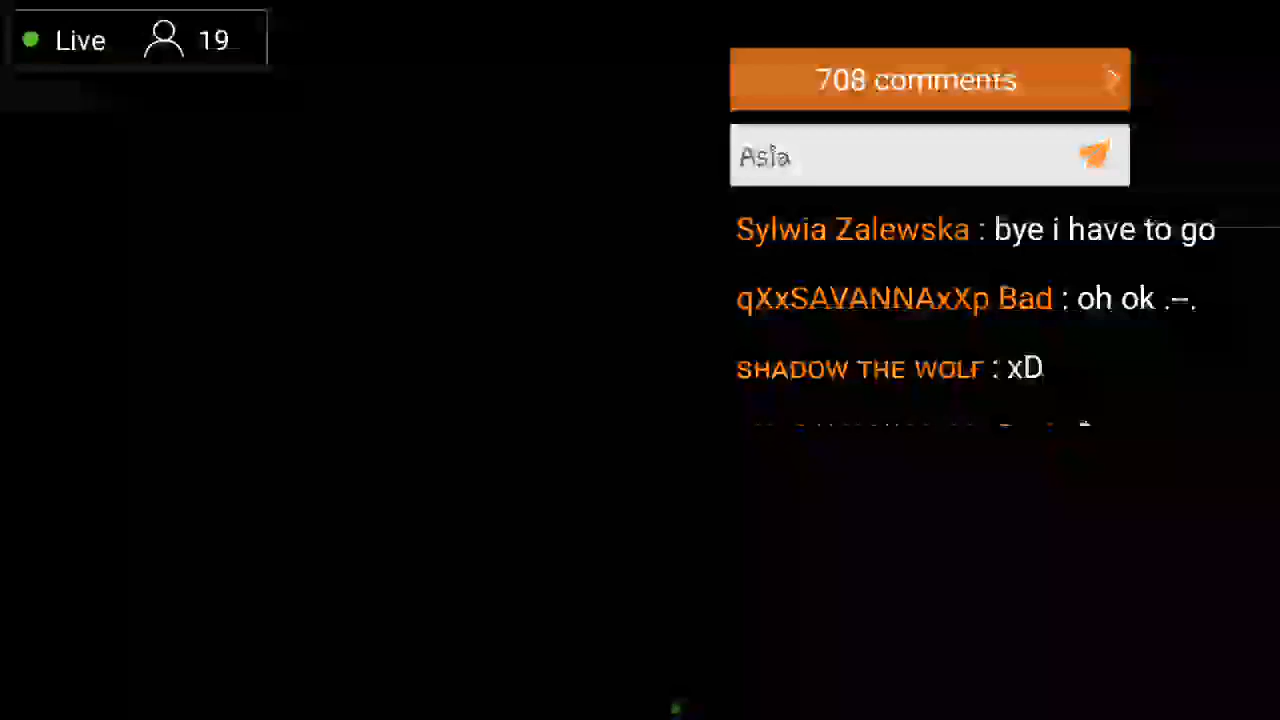 Live 19
708 comments
Asia
Sylwia Zalewska : bye i have to go
qXxSAVANNAxXp Bad : oh ok .-.
SHADOW THE WOLF : xD